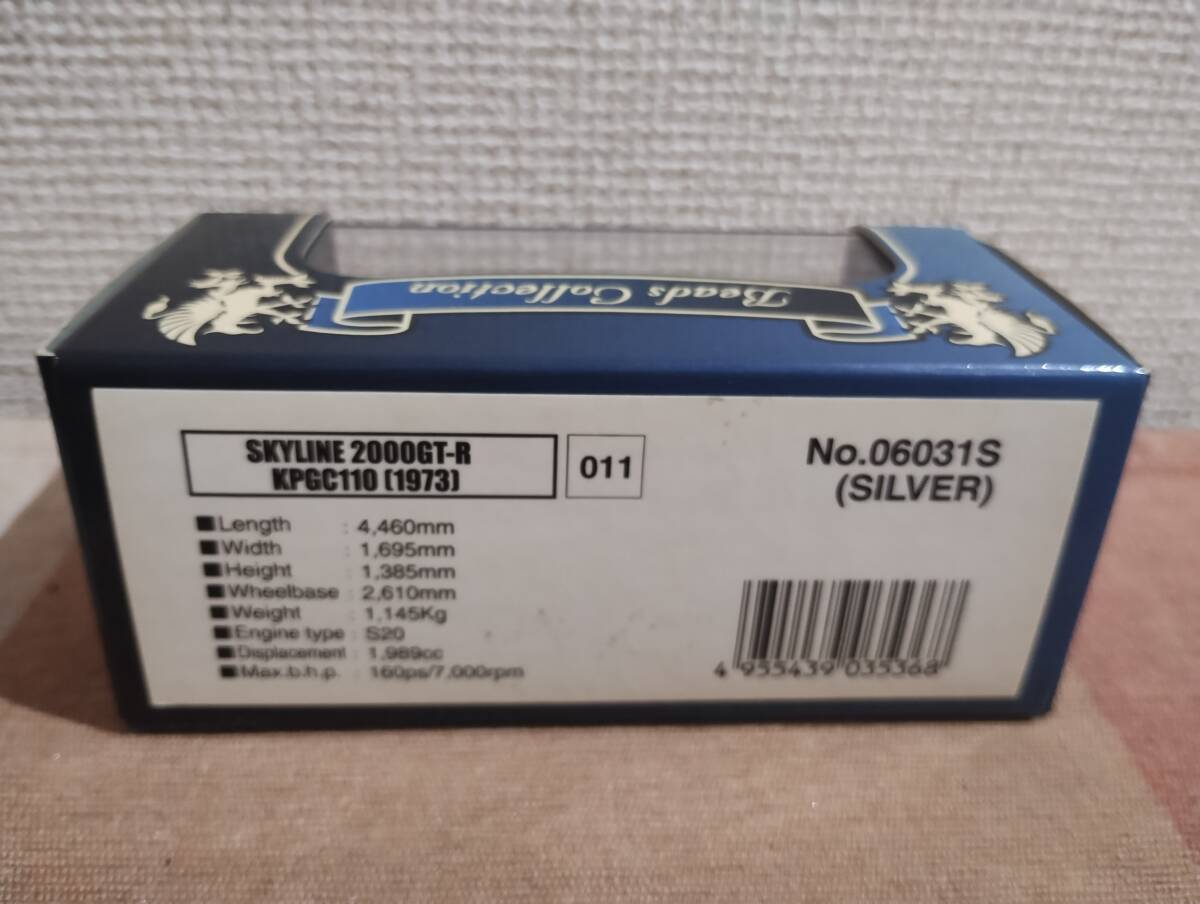 Beads Collection
SKYLINE 2000GT-R
KPGC110 (1973)
011
No.06031S
(SILVER)
■Length : 4,460mm
■Width : 1,695mm
■Height : 1,385mm
■Wheelbase : 2,610mm
■Weight : 1,145Kg
■Engine type : S20
■Displacement : 1,989cc
■Max.b.h.p. : 160ps/7,000rpm
4 955439 035368